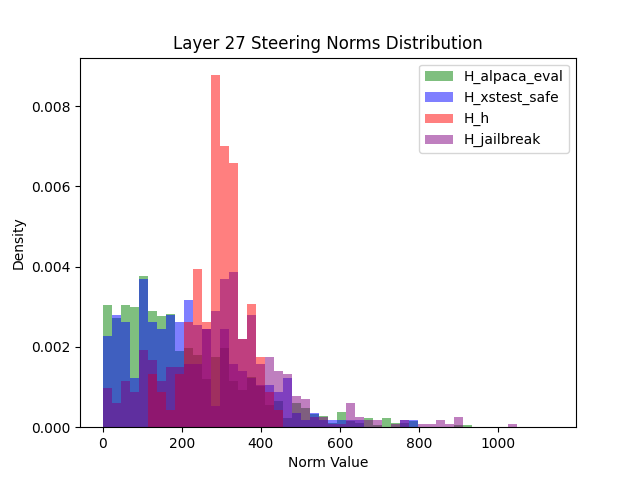 Layer 27 Steering Norms Distribution
H_alpaca_eval
H_xstest_safe
H_h
H_jailbreak
Density
0.008
0.006
0.004
0.002
0.000
0
200
400
600
800
1000
Norm Value